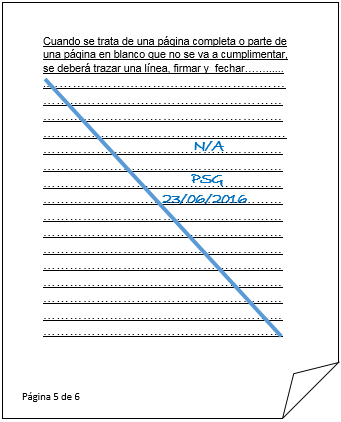 Cuando se trata de una página completa o parte de
una página en blanco que no se va a cumplimentar,
se deberá trazar una línea, firmar y  fechar…………
N/A
PSG
23/06/2016
Página 5 de 6